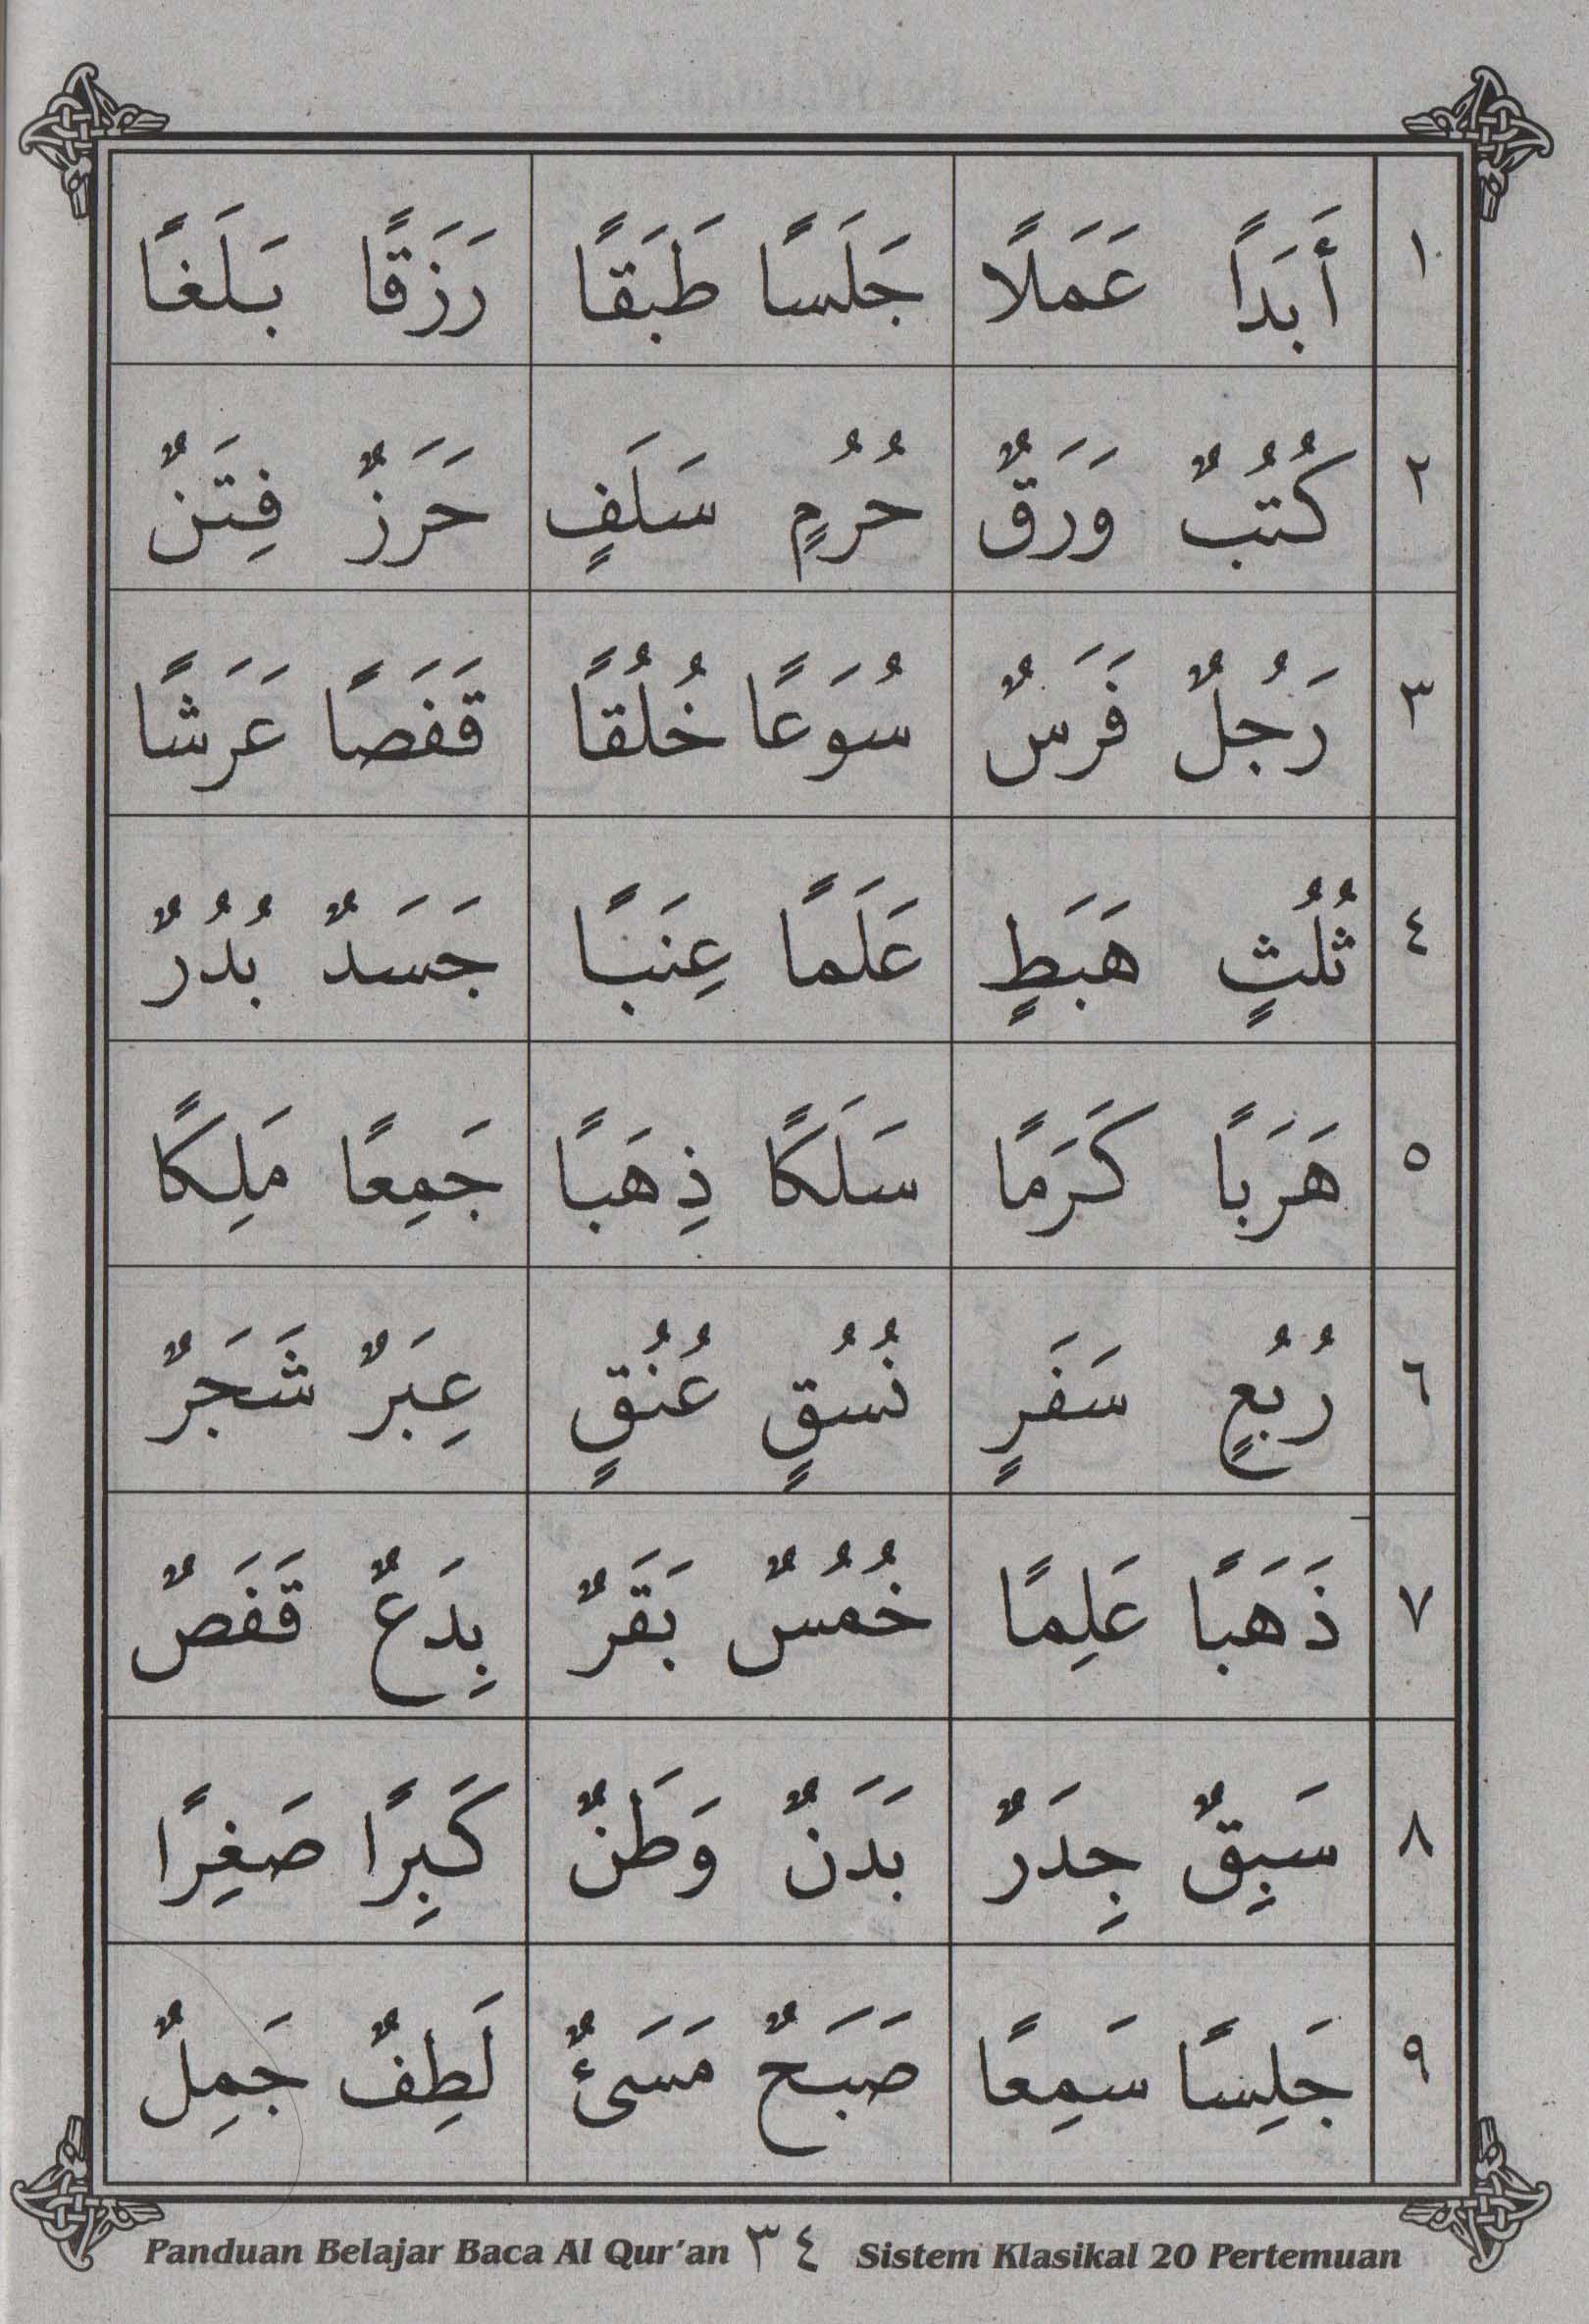 ١ أَبَدًا عَمَلًا جَلَسًا طَبَقًا رَزَقًا بَلَغًا
٢ كُتُبٌ وَرَقٌ حُرُمٍ سَلَفٍ حَرَزٌ فِتَنٌ
٣ رَجُلٌ فَرَسٌ سُوَعًا خُلُقًا قَفَصًا عَرَشًا
٤ ثُلُثٍ هَبَطٍ عَلَمًا عِنَبًا جَسَدٌ بُدُرٌ
٥ هَرَبًا كَرَمًا سَلَكًا ذِهَبًا جَمِعًا مَلِكًا
٦ رُبُعٍ سَفَرٍ نُسُقٍ عُنُقٍ عِبَرٌ شَجَرٌ
٧ ذَهَبًا عَلِمًا خُمُسٌ بَقَرٌ بِدَعٌ قَفَصٌ
٨ سَبِقٌ جِدَرٌ بَدَنٌ وَطَنٌ كَبِرًا صَغِرًا
٩ جَلِسًا سَمِعًا صَبَحٌ مَسَئٌ لَطِفٌ جَمِلٌ
Panduan Belajar Baca Al Qur'an ٣٤ Sistem Klasikal 20 Pertemuan